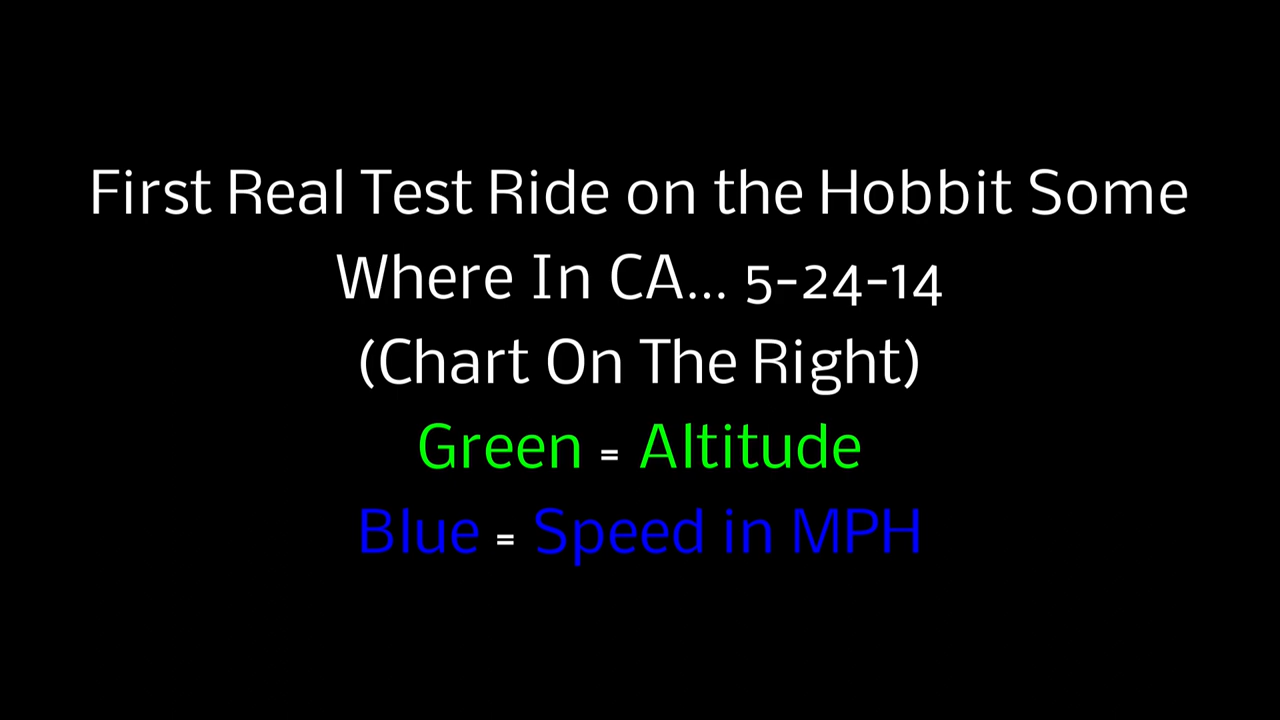 First Real Test Ride on the Hobbit Some
Where In CA... 5-24-14
(Chart On The Right)
Green = Altitude
Blue = Speed in MPH